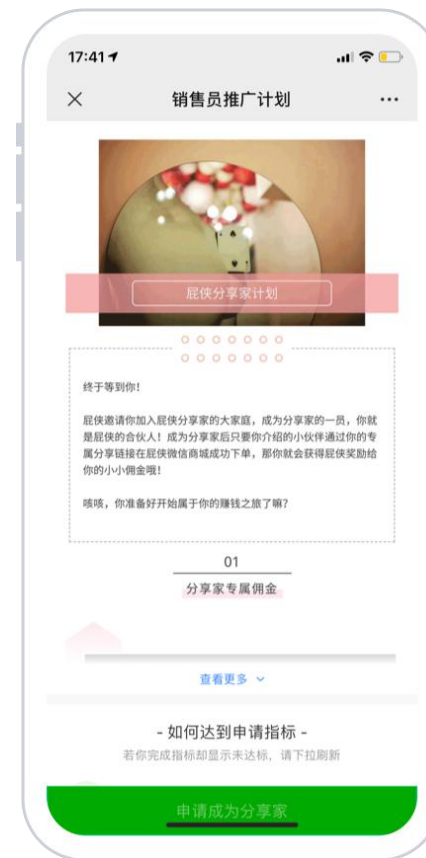 17:41
销售员推广计划
屁侠分享家计划
终于等到你！
屁侠邀请你加入屁侠分享家的大家庭，成为分享家的一员，你就
是屁侠的合伙人！成为分享家后只要你介绍的小伙伴通过你的专
属分享链接在屁侠微信商城成功下单，那你就会获得屁侠奖励给
你的小小佣金哦！
咳咳，你准备好开始属于你的赚钱之旅了嘛？
01
分享家专属佣金
查看更多
- 如何达到申请指标 -
若你完成指标却显示未达标，请下拉刷新
申请成为分享家